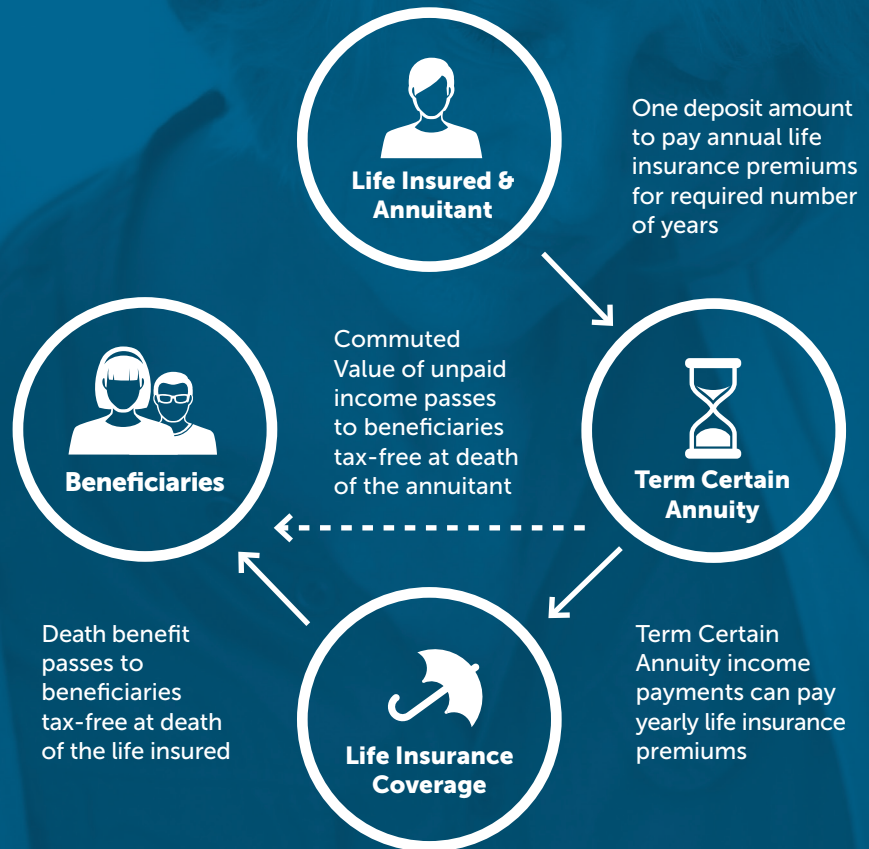 Life Insured &
Annuitant
One deposit amount
to pay annual life
insurance premiums
for required number
of years
Commuted
Value of unpaid
income passes
to beneficiaries
tax-free at death
of the annuitant
Beneficiaries
Term Certain
Annuity
Death benefit
passes to
beneficiaries
tax-free at death
of the life insured
Life Insurance
Coverage
Term Certain
Annuity income
payments can pay
yearly life insurance
premiums